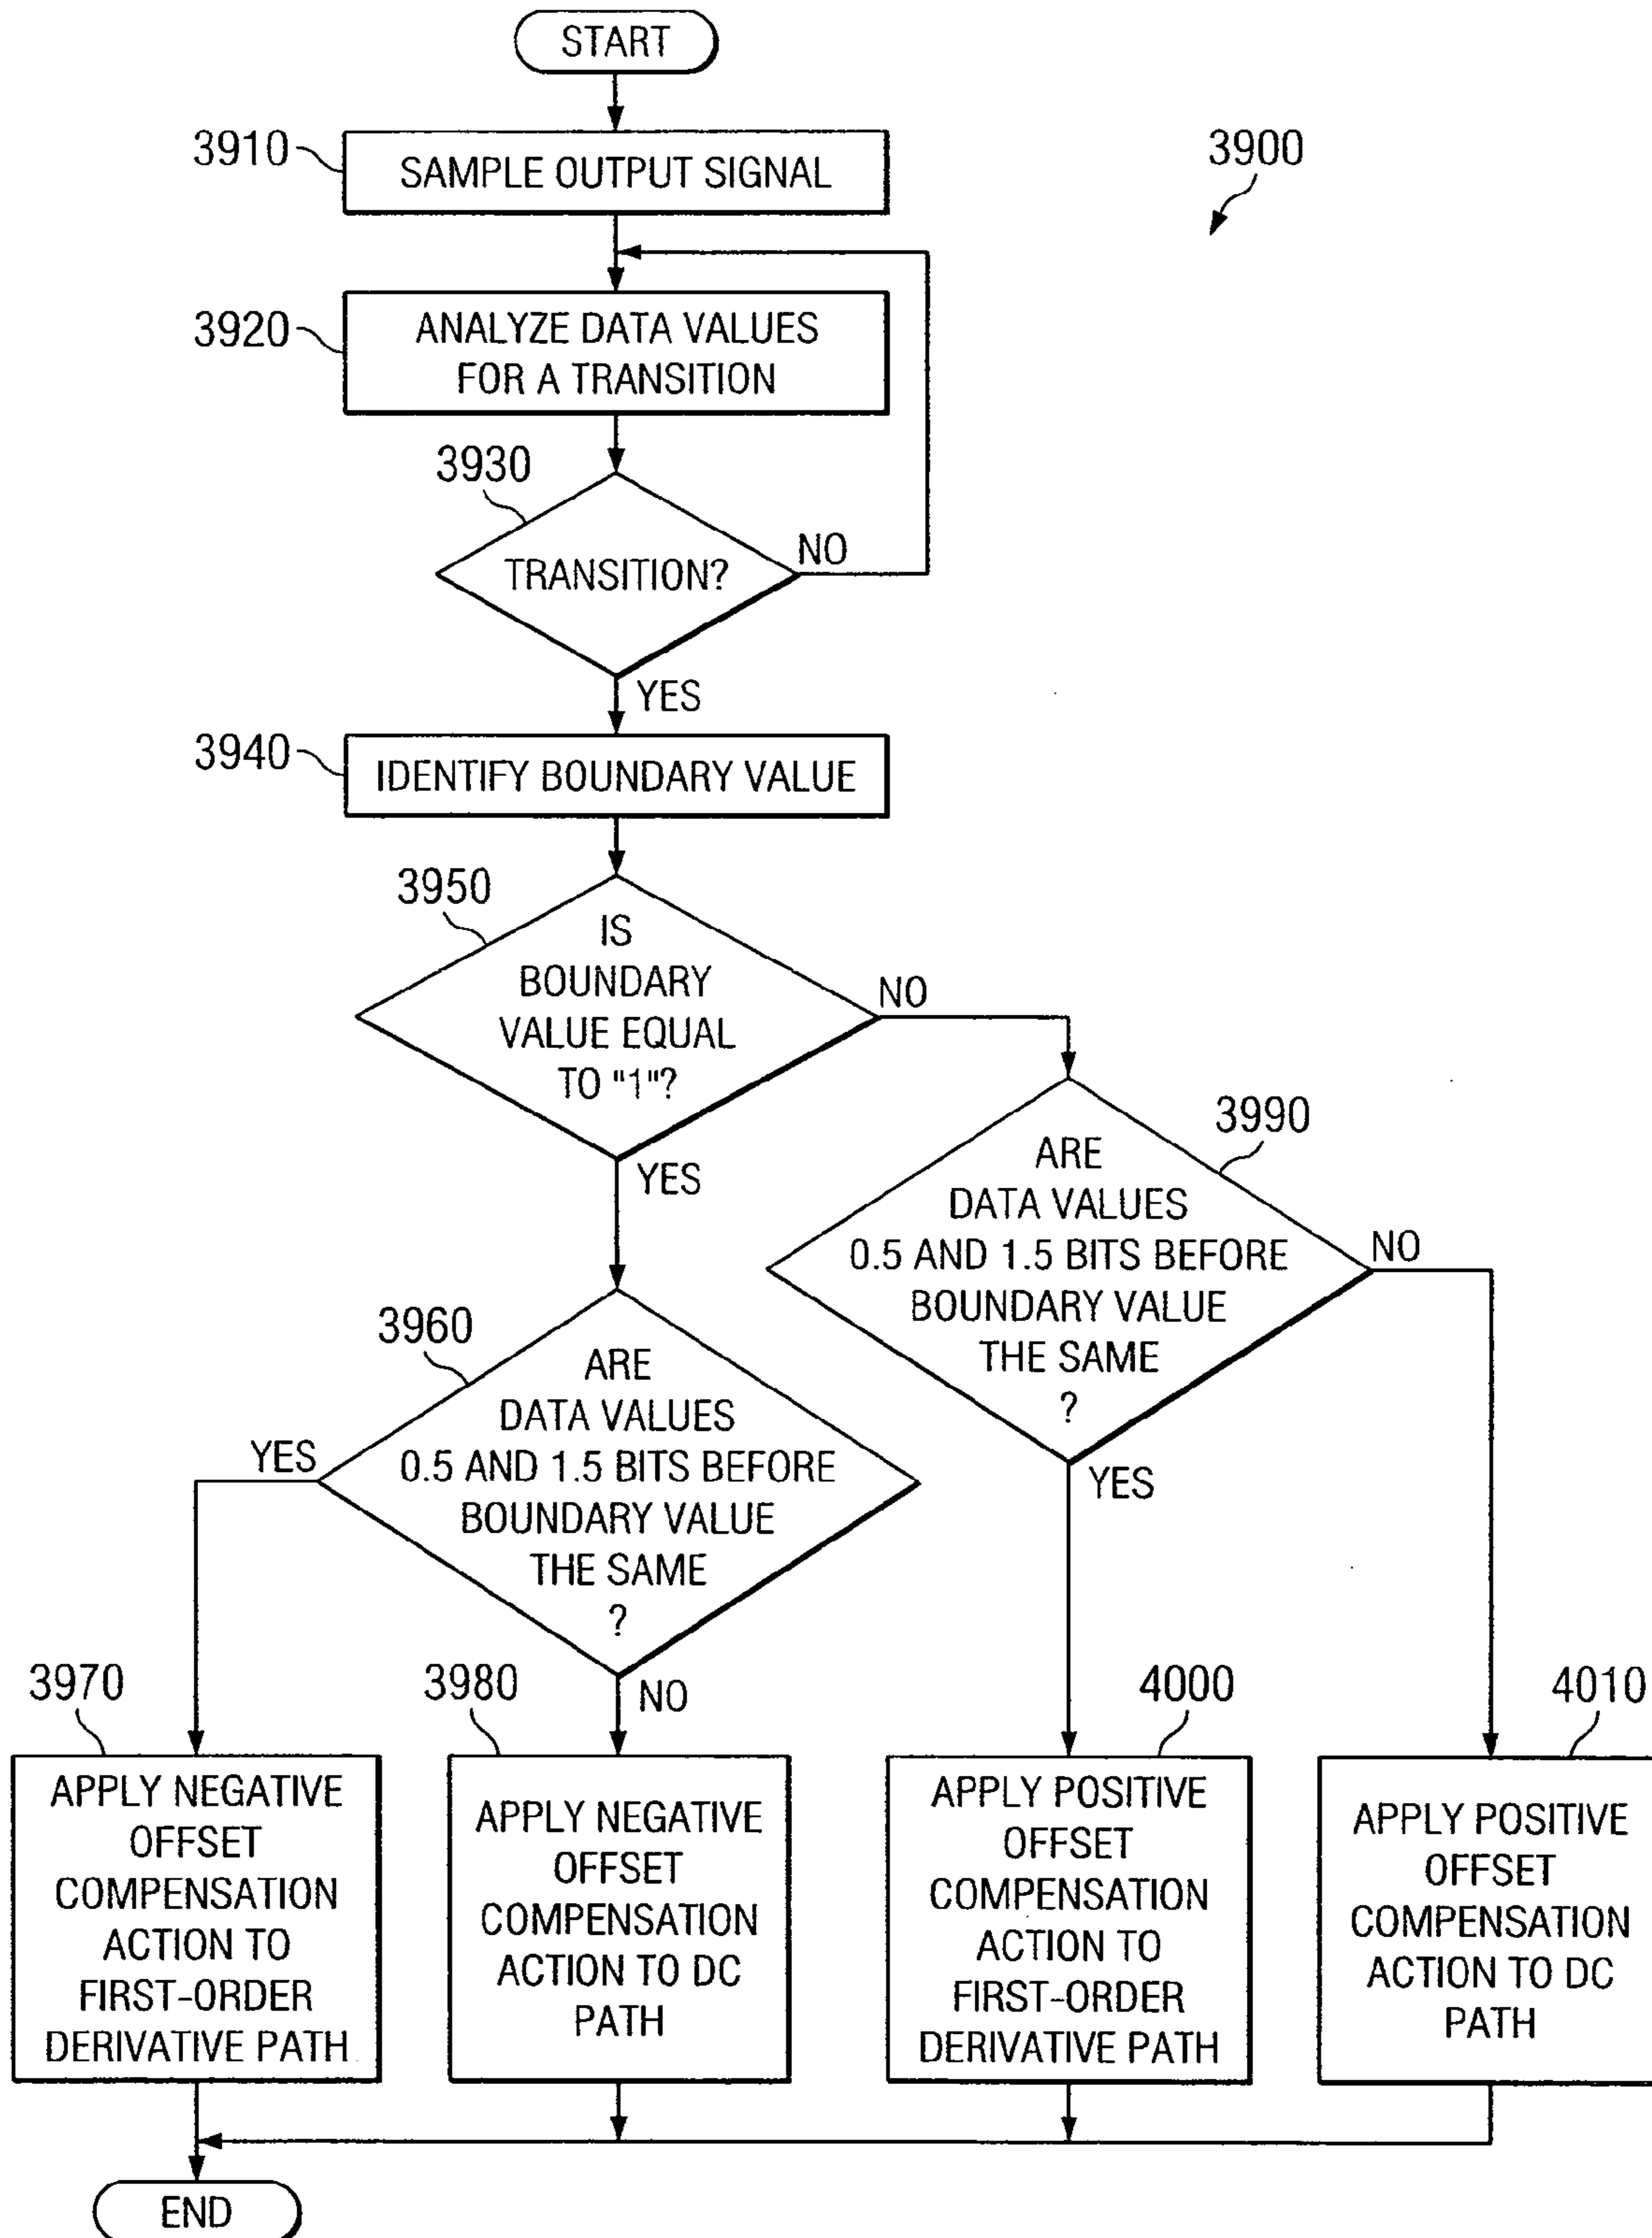 START
3910
SAMPLE OUTPUT SIGNAL
3900
3920
ANALYZE DATA VALUES
FOR A TRANSITION
3930
TRANSITION?
NO
YES
3940
IDENTIFY BOUNDARY VALUE
3950
IS
BOUNDARY
VALUE EQUAL
TO "1"?
NO
YES
3990
ARE
DATA VALUES
0.5 AND 1.5 BITS BEFORE
BOUNDARY VALUE
THE SAME
?
NO
YES
3960
ARE
DATA VALUES
0.5 AND 1.5 BITS BEFORE
BOUNDARY VALUE
THE SAME
?
YES
NO
3970
APPLY NEGATIVE
OFFSET
COMPENSATION
ACTION TO
FIRST-ORDER
DERIVATIVE PATH
3980
APPLY NEGATIVE
OFFSET
COMPENSATION
ACTION TO DC
PATH
4000
APPLY POSITIVE
OFFSET
COMPENSATION
ACTION TO
FIRST-ORDER
DERIVATIVE PATH
4010
APPLY POSITIVE
OFFSET
COMPENSATION
ACTION TO DC
PATH
END